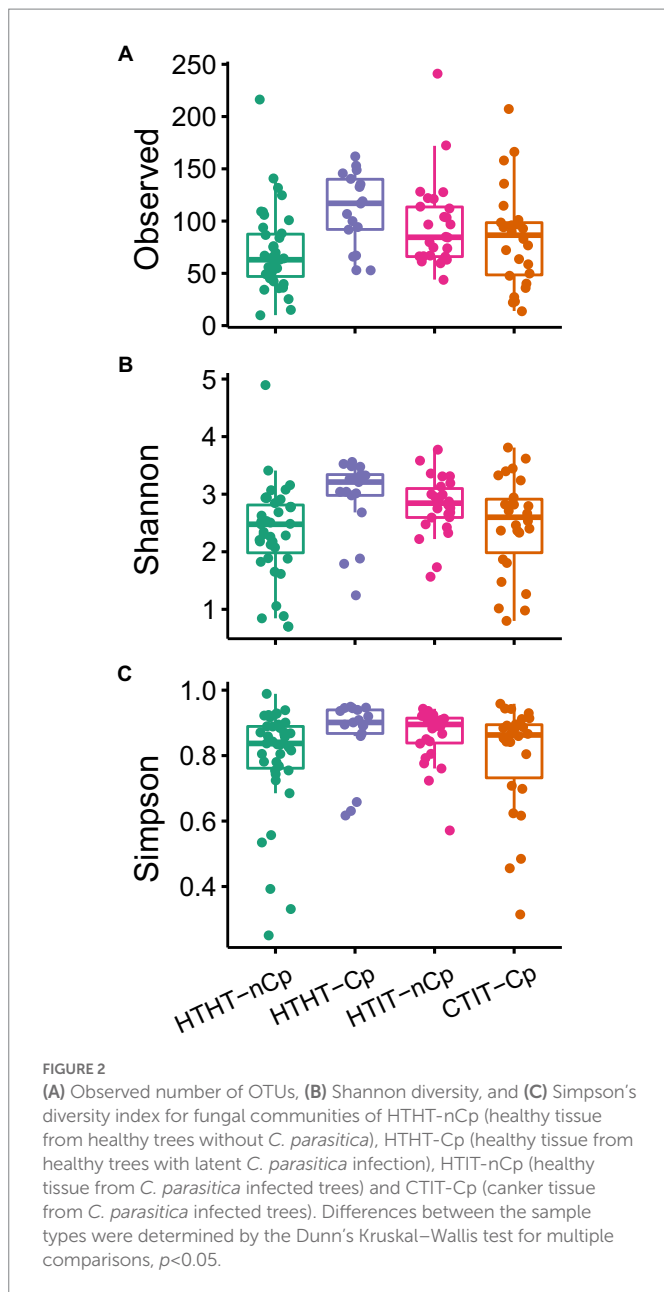 A
Observed
250
200
150
100
50
0
B
Shannon
5
4
3
2
1
C
Simpson
1.0
0.8
0.6
0.4
HTHT−nCp
HTHT−Cp
HTIT−nCp
CTIT−Cp
FIGURE 2
(A) Observed number of OTUs, (B) Shannon diversity, and (C) Simpson's
diversity index for fungal communities of HTHT-nCp (healthy tissue
from healthy trees without C. parasitica), HTHT-Cp (healthy tissue from
healthy trees with latent C. parasitica infection), HTIT-nCp (healthy
tissue from C. parasitica infected trees) and CTIT-Cp (canker tissue
from C. parasitica infected trees). Differences between the sample
types were determined by the Dunn's Kruskal–Wallis test for multiple
comparisons, p<0.05.